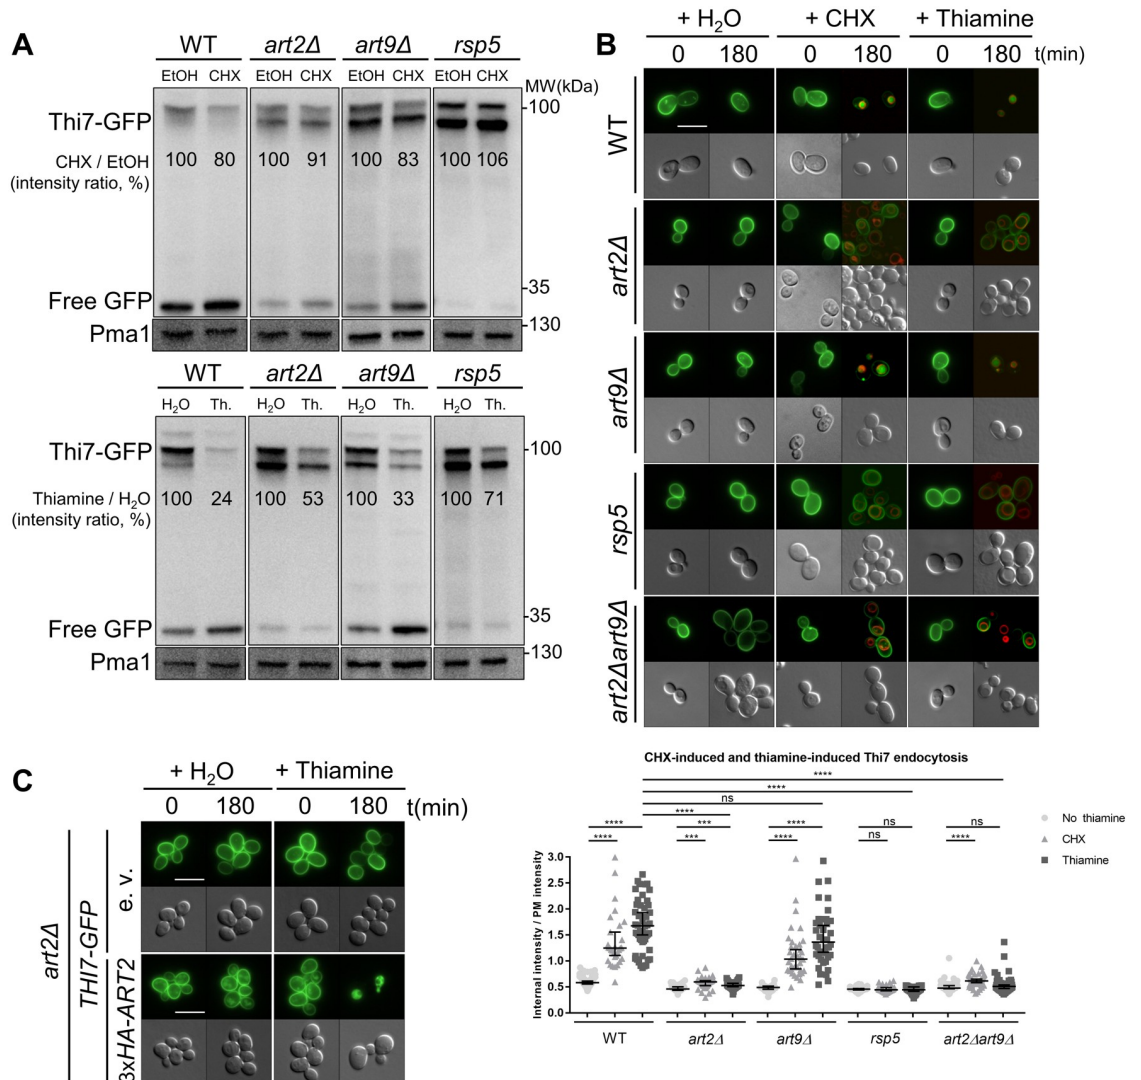 A
WT art2Δ art9Δ rsp5
EtOH CHX EtOH CHX EtOH CHX EtOH CHX
MW(kDa)
Thi7-GFP
-100
CHX / EtOH
(intensity ratio, %)
100 80 100 91 100 83 100 106
-35
Free GFP
-130
Pma1
WT art2Δ art9Δ rsp5
H2O Th. H2O Th. H2O Th. H2O Th.
Thi7-GFP
-100
Thiamine / H2O
(intensity ratio, %)
100 24 100 53 100 33 100 71
-35
Free GFP
-130
Pma1
B
+ H2O + CHX + Thiamine
0 180 0 180 0 180 t(min)
WT
art2Δ
art9Δ
rsp5
art2Δart9Δ
C
+ H2O + Thiamine
0 180 0 180 t(min)
art2Δ
THI7-GFP
e. v.
3xHA-ART2
CHX-induced and thiamine-induced Thi7 endocytosis
****
****
ns
****
**** *** **** ns ns
**** *** **** ns ****
No thiamine
CHX
Thiamine
Internal intensity / PM intensity
3.0
2.5
2.0
1.5
1.0
0.5
0.0
WT art2Δ art9Δ rsp5 art2Δart9Δ